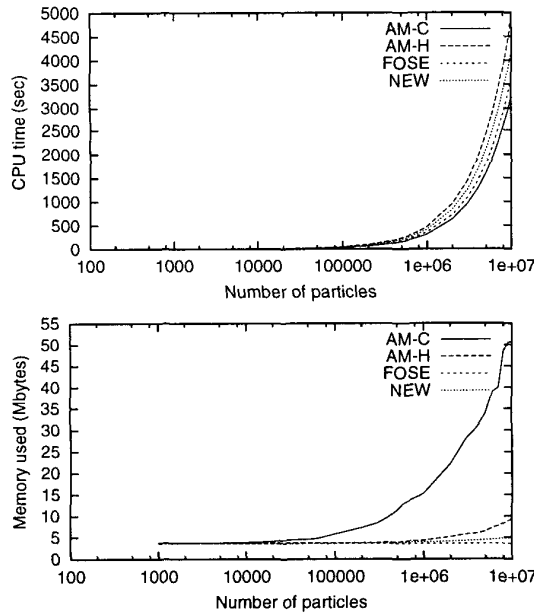 5000
4500
4000
3500
3000
2500
2000
1500
1000
500
0
CPU time (sec)
AM-C
AM-H
FOSE
NEW
100 1000 10000 100000 1e+06 1e+07
Number of particles
55
50
45
40
35
30
25
20
15
10
5
0
Memory used (Mbytes)
AM-C
AM-H
FOSE
NEW
100 1000 10000 100000 1e+06 1e+07
Number of particles